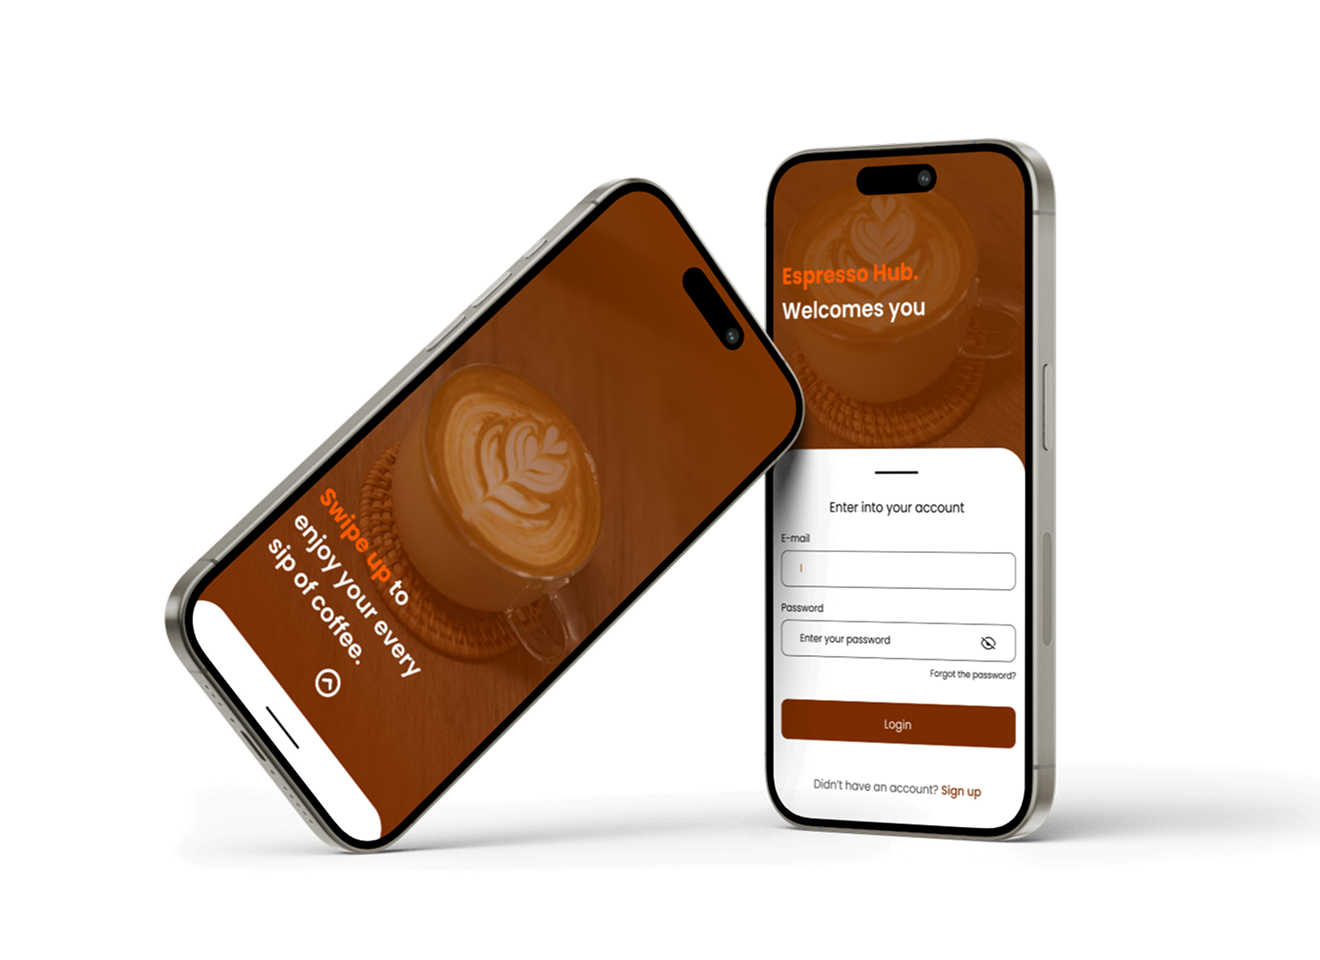 Swipe up to
enjoy your every
sip of coffee.
Espresso Hub.
Welcomes you
Enter into your account
E-mail
Password
Enter your password
Forgot the password?
Login
Didn't have an account? Sign up